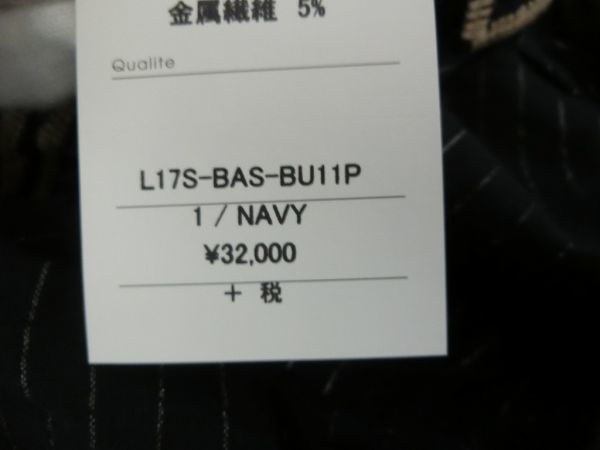 金属繊維 5%
Qualite
L17S-BAS-BU11P
1 / NAVY
¥32,000
+ 税